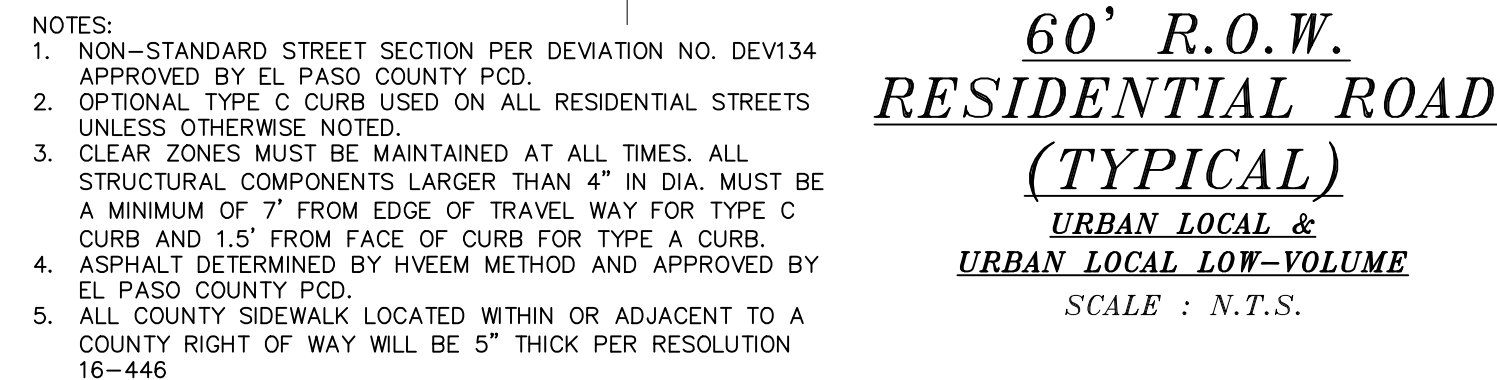 NOTES:
1. NON-STANDARD STREET SECTION PER DEVIATION NO. DEV134
APPROVED BY EL PASO COUNTY PCD.
2. OPTIONAL TYPE C CURB USED ON ALL RESIDENTIAL STREETS
UNLESS OTHERWISE NOTED.
3. CLEAR ZONES MUST BE MAINTAINED AT ALL TIMES. ALL
STRUCTURAL COMPONENTS LARGER THAN 4" IN DIA. MUST BE
A MINIMUM OF 7' FROM EDGE OF TRAVEL WAY FOR TYPE C
CURB AND 1.5' FROM FACE OF CURB FOR TYPE A CURB.
4. ASPHALT DETERMINED BY HVEEM METHOD AND APPROVED BY
EL PASO COUNTY PCD.
5. ALL COUNTY SIDEWALK LOCATED WITHIN OR ADJACENT TO A
COUNTY RIGHT OF WAY WILL BE 5" THICK PER RESOLUTION
16-446
60' R.O.W.
RESIDENTIAL ROAD
(TYPICAL)
URBAN LOCAL &
URBAN LOCAL LOW-VOLUME
SCALE : N.T.S.